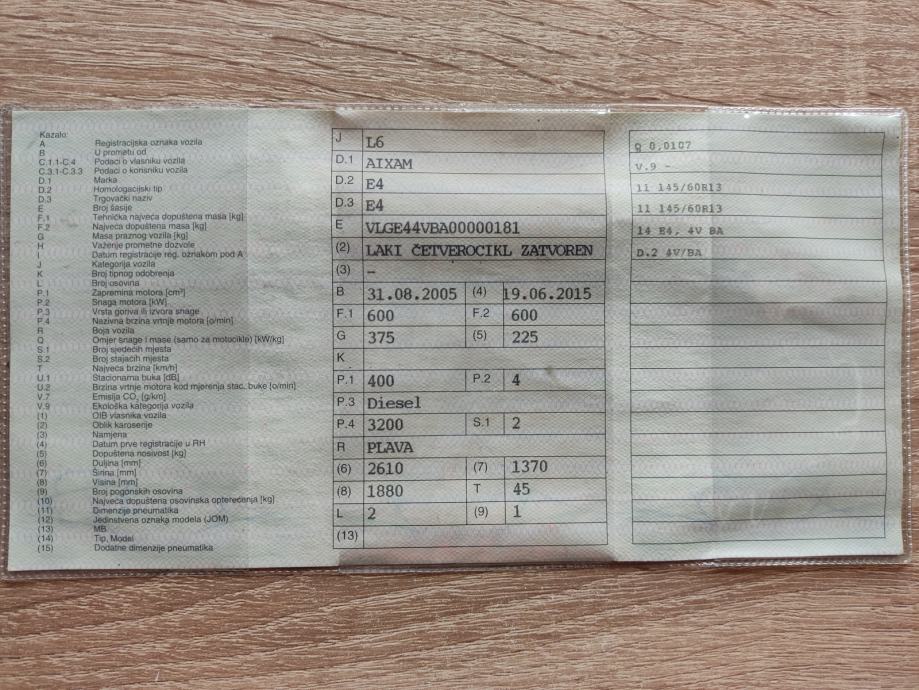 Kazalo:
A Registracijska oznaka vozila
B U prometu od
C.1.1-C.4 Podaci o vlasniku vozila
C.3.1-C.3.3 Podaci o korisniku vozila
D.1 Marka
D.2 Homologacijski tip
D.3 Trgovački naziv
E Broj šasije
F.1 Tehnička najveća dopuštena masa [kg]
F.2 Najveća dopuštena masa [kg]
G Masa praznog vozila [kg]
H Važenje prometne dozvole
I Datum registracije reg. oznakom pod A
J Kategorija vozila
K Broj tipnog odobrenja
L Broj osovina
P.1 Zapremina motora [cm³]
P.2 Snaga motora [kW]
P.3 Vrsta goriva ili izvora snage
P.4 Nazivna brzina vrtnje motora [o/min]
R Boja vozila
Q Omjer snage i mase (samo za motocikle) [kW/kg]
S.1 Broj sjedećih mjesta
S.2 Broj stajaćih mjesta
T Najveća brzina [km/h]
U.1 Stacionarna buka [dB]
U.2 Brzina vrtnje motora kod mjerenja stac. buke [o/min]
V.7 Emisija CO₂ [g/km]
V.9 Ekološka kategorija vozila
(1) OIB vlasnika vozila
(2) Oblik karoserije
(3) Namjena
(4) Datum prve registracije u RH
(5) Dopuštena nosivost [kg]
(6) Duljina [mm]
(7) Širina [mm]
(8) Visina [mm]
(9) Broj pogonskih osovina
(10) Najveća dopuštena osovinska opterećenja [kg]
(11) Dimenzije pneumatika
(12) Jedinstvena oznaka modela (JOM)
(13) MB
(14) Tip, Model
(15) Dodatne dimenzije pneumatika
J L6
D.1 AIXAM
D.2 E4
D.3 E4
E VLGE44VBA00000181
(2) LAKI ČETVEROCIKL ZATVOREN
(3) –
B 31.08.2005 (4) 19.06.2015
F.1 600 F.2 600
G 375 (5) 225
K
P.1 400 P.2 4
P.3 Diesel
P.4 3200 S.1 2
R PLAVA
(6) 2610 (7) 1370
(8) 1880 T 45
L 2 (9) 1
(13)
Q 0,0107
V.9 -
11 145/60R13
11 145/60R13
14 E4, 4V BA
D.2 4V/BA